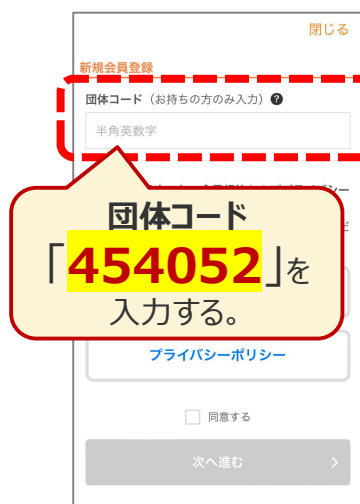 閉じる
新規会員登録
団体コード（お持ちの方のみ入力）?
半角英数字
シー
団体コード
「454052」を
入力する。
プライバシーポリシー
同意する
次へ進む >